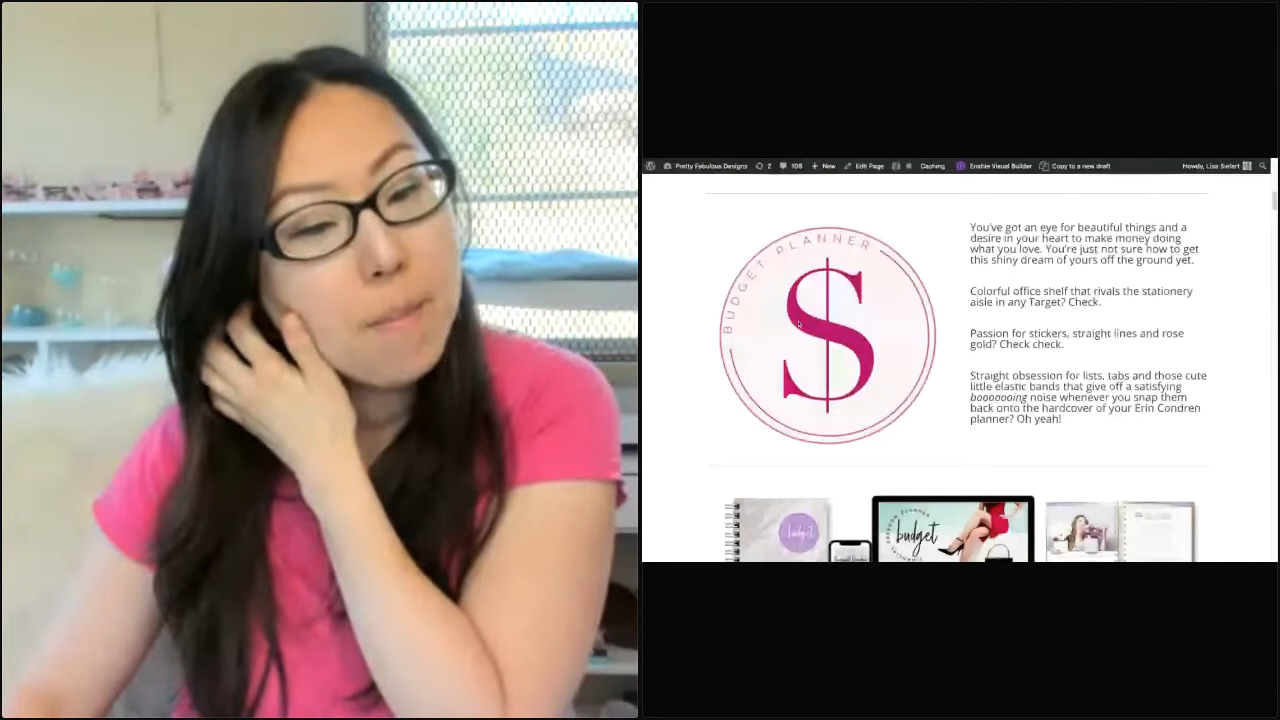 Pretty Fabulous Designs 2 108 + New Edit Page Caching Enable Visual Builder Copy to a new draft Howdy, Lisa Siefert
BUDGET PLANNER
$
You've got an eye for beautiful things and a
desire in your heart to make money doing
what you love. You're just not sure how to get
this shiny dream of yours off the ground yet.
Colorful office shelf that rivals the stationery
aisle in any Target? Check.
Passion for stickers, straight lines and rose
gold? Check check.
Straight obsession for lists, tabs and those cute
little elastic bands that give off a satisfying
booooooing noise whenever you snap them
back onto the hardcover of your Erin Condren
planner? Oh yeah!
budget
budget